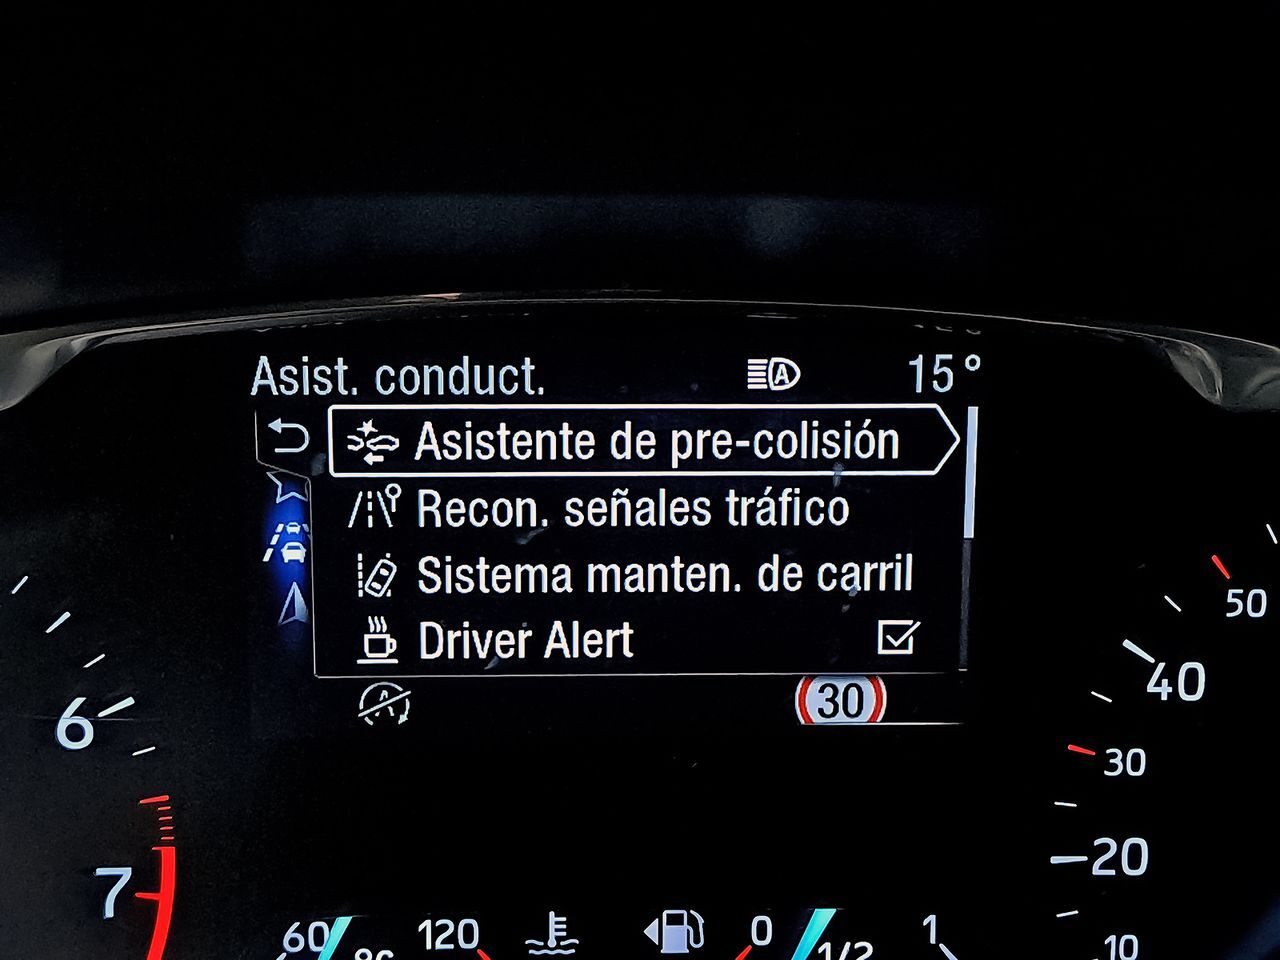 Asist. conduct. A 15°
Asistente de pre-colisión
Recon. señales tráfico
Sistema manten. de carril
Driver Alert
A 30
6
7
50
40
30
20
10
60 120 0 1/2 1